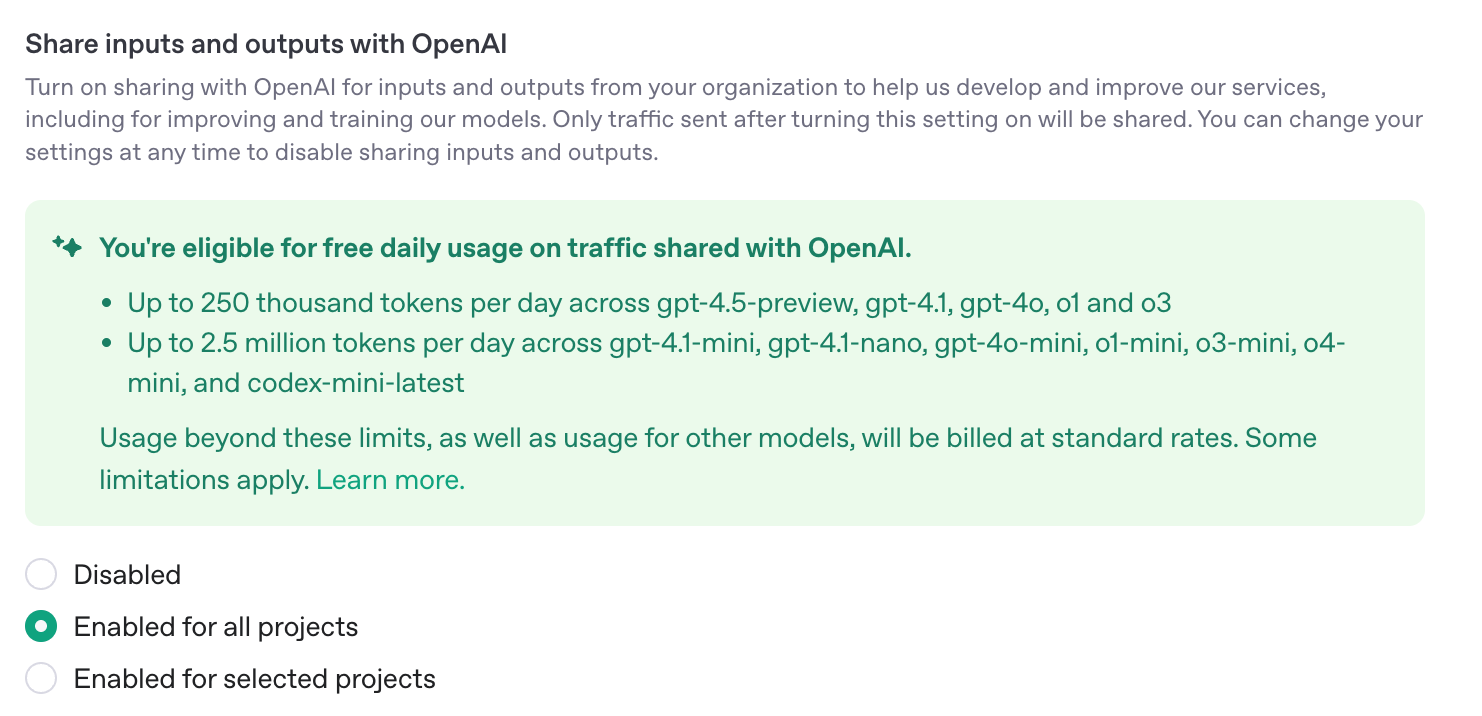 Share inputs and outputs with OpenAI
Turn on sharing with OpenAI for inputs and outputs from your organization to help us develop and improve our services,
including for improving and training our models. Only traffic sent after turning this setting on will be shared. You can change your
settings at any time to disable sharing inputs and outputs.
You're eligible for free daily usage on traffic shared with OpenAI.
• Up to 250 thousand tokens per day across gpt-4.5-preview, gpt-4.1, gpt-4o, o1 and o3
• Up to 2.5 million tokens per day across gpt-4.1-mini, gpt-4.1-nano, gpt-4o-mini, o1-mini, o3-mini, o4-
mini, and codex-mini-latest
Usage beyond these limits, as well as usage for other models, will be billed at standard rates. Some
limitations apply. Learn more.
Disabled
Enabled for all projects
Enabled for selected projects